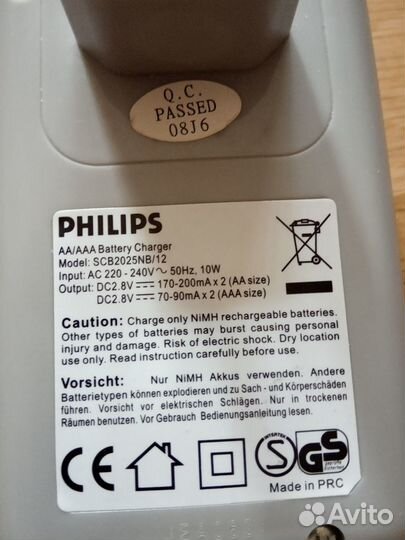 Q.C.
PASSED
08J6
PHILIPS
AA/AAA Battery Charger
Model: SCB2025NB/12
Input: AC 220 - 240V~ 50Hz, 10W
Output: DC2.8V⎓170-200mA x 2 (AA size)
DC2.8V⎓70-90mA x 2 (AAA size)
Caution: Charge only NiMH rechargeable batteries.
Other types of batteries may burst causing personal
injury and damage. Risk of electric shock. Dry location
use only. Read instruction carefully before use.
Vorsicht: Nur NiMH Akkus verwenden. Andere
Batterietypen können explodieren und zu Sach - und Körperschäden
führen. Vorsicht vor elektrischen Schlägen. Nur in trockenen
Räumen benutzen. Vor Gebrauch Bedienungsanleitung lesen.
CE
INTERTEK
S
geprüfte
Sicherheit
GS
Made in PRC
Avito